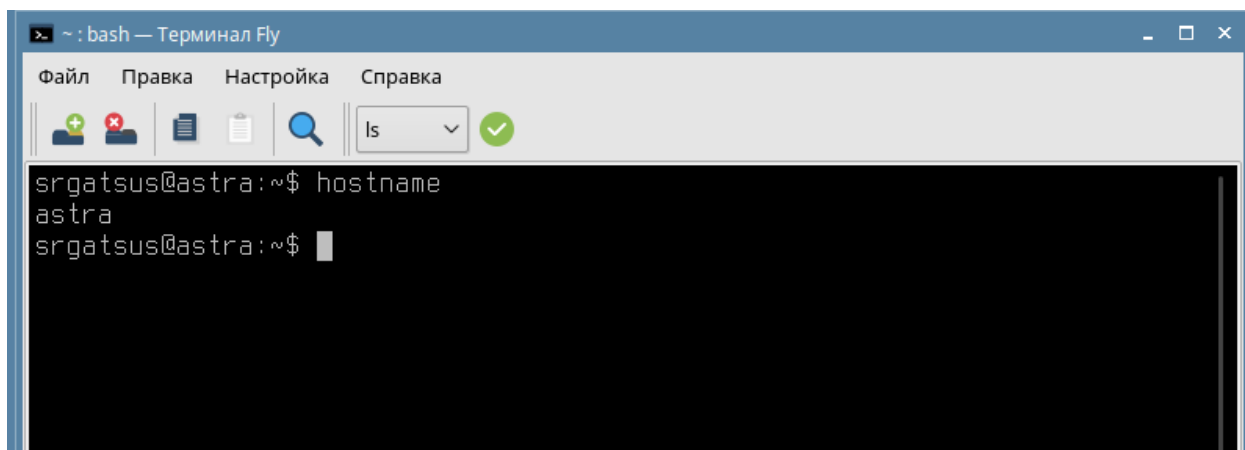 ~ : bash — Терминал Fly
Файл Правка Настройка Справка
ls
srgatsus@astra:~$ hostname
astra
srgatsus@astra:~$